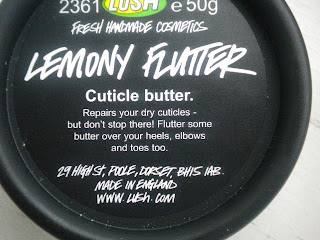 2361 LUSH e 50g
FRESH HANDMADE COSMETICS
LEMONY FLUTTER
Cuticle butter.
Repairs your dry cuticles -
but don't stop there! Flutter some
butter over your heels, elbows
and toes too.
29 HIGH ST, POOLE, DORSET, BH15 1AB.
MADE IN ENGLAND
WWW.LUSH.COM